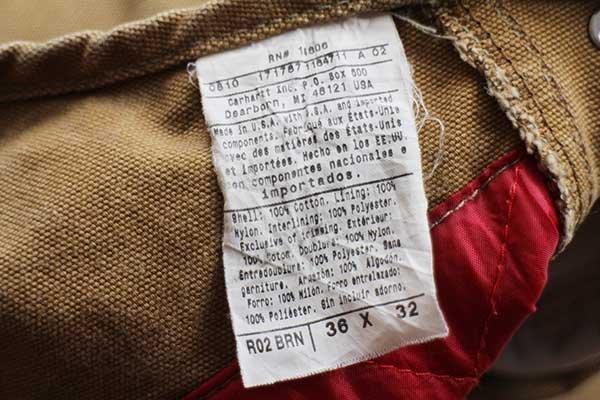 RN# 14806
0810 171767184711 A 02
Carhartt Inc. P.O. Box 600
Dearborn, MI 48121 USA
Made in U.S.A. with U.S.A. and imported
components. Fabriqué aux États-Unis
avec des matières des États-Unis
et importées. Hecho en los EE.UU.
con componentes nacionales e
importados.
Shell: 100% Cotton. Lining: 100%
Nylon. Interlining: 100% Polyester.
Exclusive of trimming. Extérieur:
100% Coton. Doublure: 100% Nylon.
Entredoublure: 100% Polyester. Sans
garniture. Armazón: 100% Algodón.
Forro: 100% Nilón. Forro entrelazado:
100% Poliéster. Sin incluir adorno.
R02 BRN 36 X 32